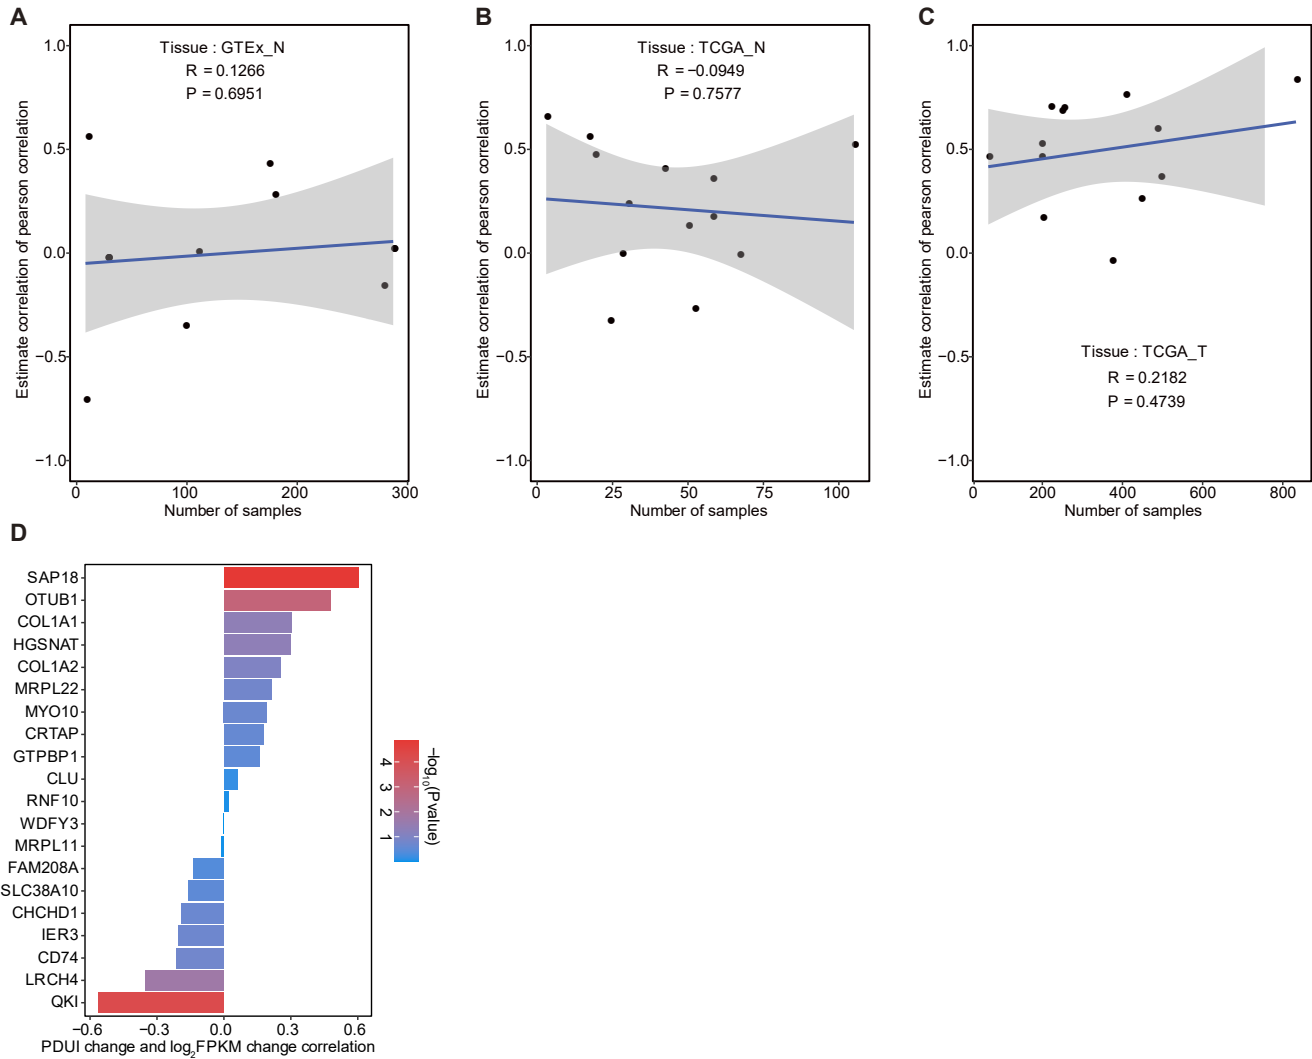 A
Tissue : GTEx_N
R = 0.1266
P = 0.6951
1.0
0.5
0.0
−0.5
−1.0
Estimate correlation of pearson correlation
0
100
200
300
Number of samples
B
Tissue : TCGA_N
R = −0.0949
P = 0.7577
1.0
0.5
0.0
−0.5
−1.0
Estimate correlation of pearson correlation
0
25
50
75
100
Number of samples
C
Tissue : TCGA_T
R = 0.2182
P = 0.4739
1.0
0.5
0.0
−0.5
−1.0
Estimate correlation of pearson correlation
0
200
400
600
800
Number of samples
D
SAP18
OTUB1
COL1A1
HGSNAT
COL1A2
MRPL22
MYO10
CRTAP
GTPBP1
CLU
RNF10
WDFY3
MRPL11
FAM208A
SLC38A10
CHCHD1
IER3
CD74
LRCH4
QKI
−0.6
−0.3
0.0
0.3
0.6
PDUI change and log2FPKM change correlation
4
3
2
1
−log10(Pvalue)